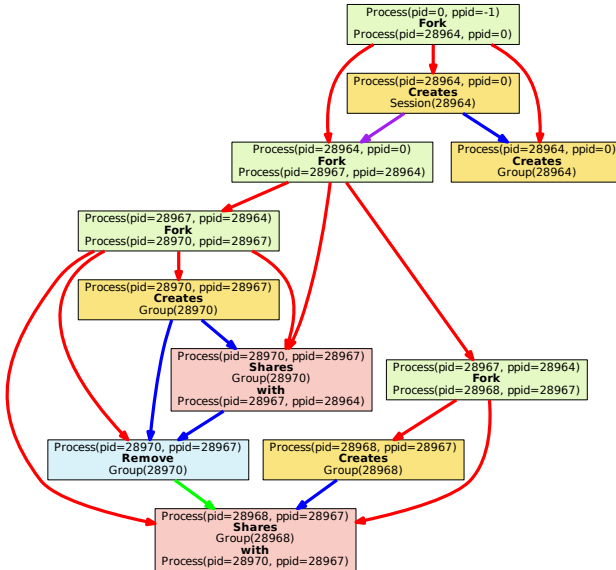 Process(pid=0, ppid=-1)
Fork
Process(pid=28964, ppid=0)
Process(pid=28964, ppid=0)
Creates
Session(28964)
Process(pid=28964, ppid=0)
Fork
Process(pid=28967, ppid=28964)
Process(pid=28964, ppid=0)
Creates
Group(28964)
Process(pid=28967, ppid=28964)
Fork
Process(pid=28970, ppid=28967)
Process(pid=28970, ppid=28967)
Creates
Group(28970)
Process(pid=28970, ppid=28967)
Shares
Group(28970)
with
Process(pid=28967, ppid=28964)
Process(pid=28967, ppid=28964)
Fork
Process(pid=28968, ppid=28967)
Process(pid=28970, ppid=28967)
Remove
Group(28970)
Process(pid=28968, ppid=28967)
Creates
Group(28968)
Process(pid=28968, ppid=28967)
Shares
Group(28968)
with
Process(pid=28970, ppid=28967)